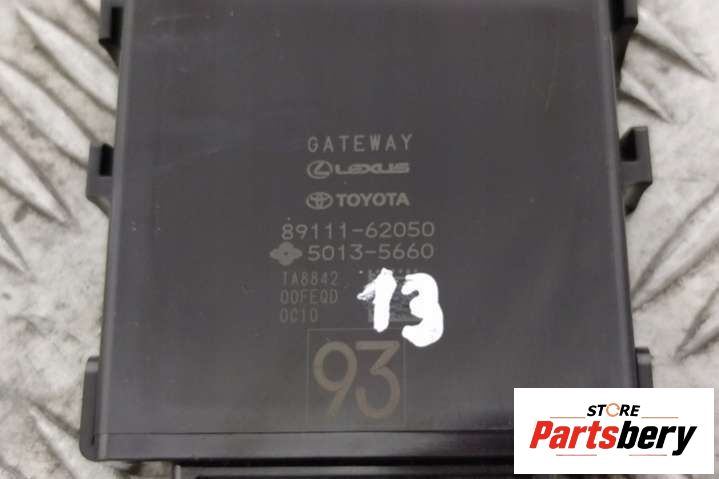 GATEWAY
LEXUS
TOYOTA
89111-62050
5013-5660
TA8842
00FEQD
0C10
13
93
STORE
Partsbery